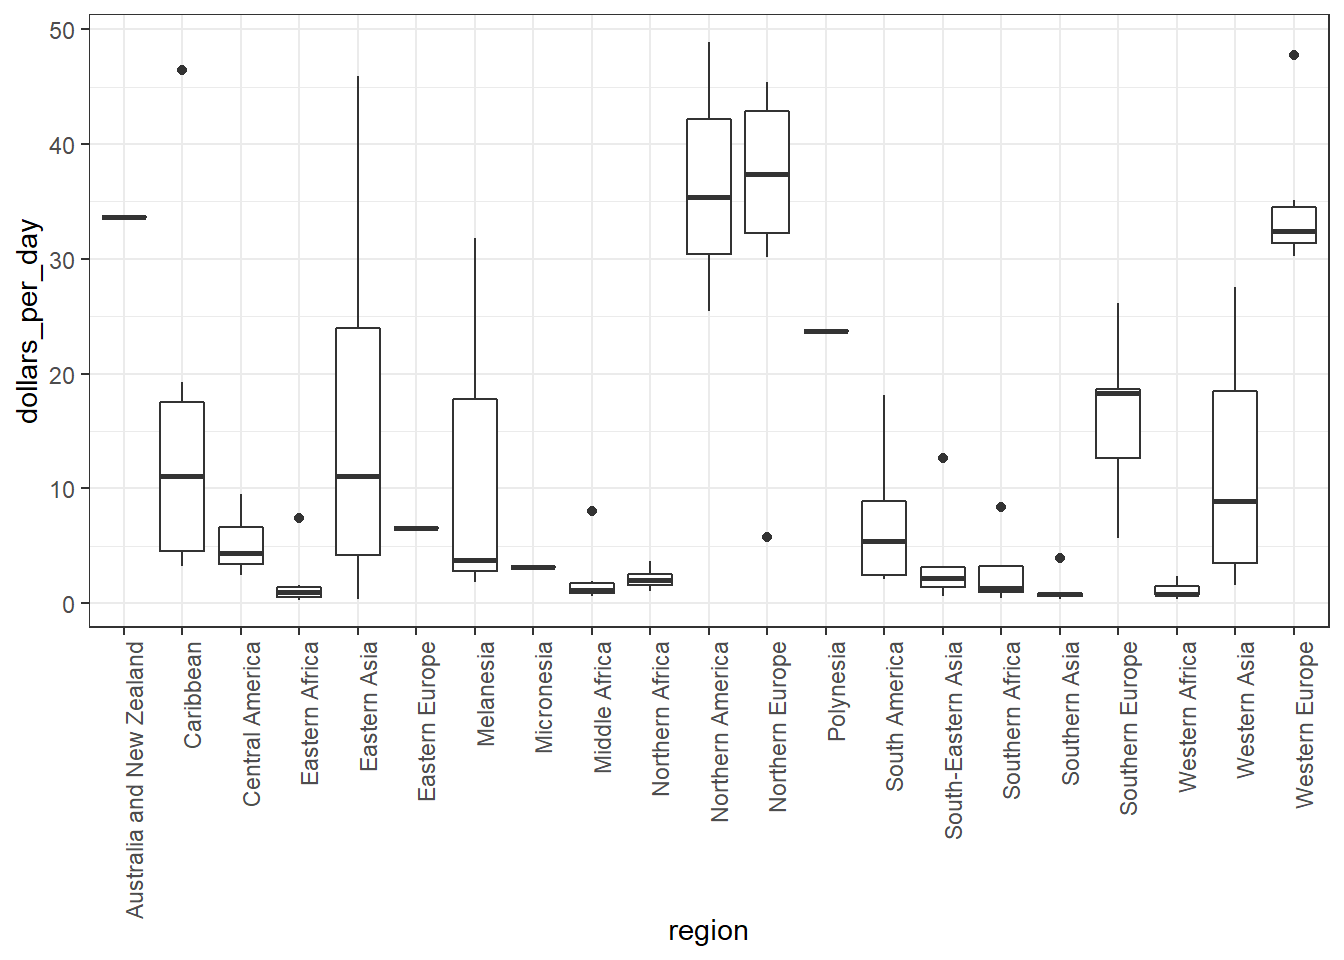 50
40
30
20
10
0
dollars_per_day
Australia and New Zealand
Caribbean
Central America
Eastern Africa
Eastern Asia
Eastern Europe
Melanesia
Micronesia
Middle Africa
Northern Africa
Northern America
Northern Europe
Polynesia
South America
South-Eastern Asia
Southern Africa
Southern Asia
Southern Europe
Western Africa
Western Asia
Western Europe
region